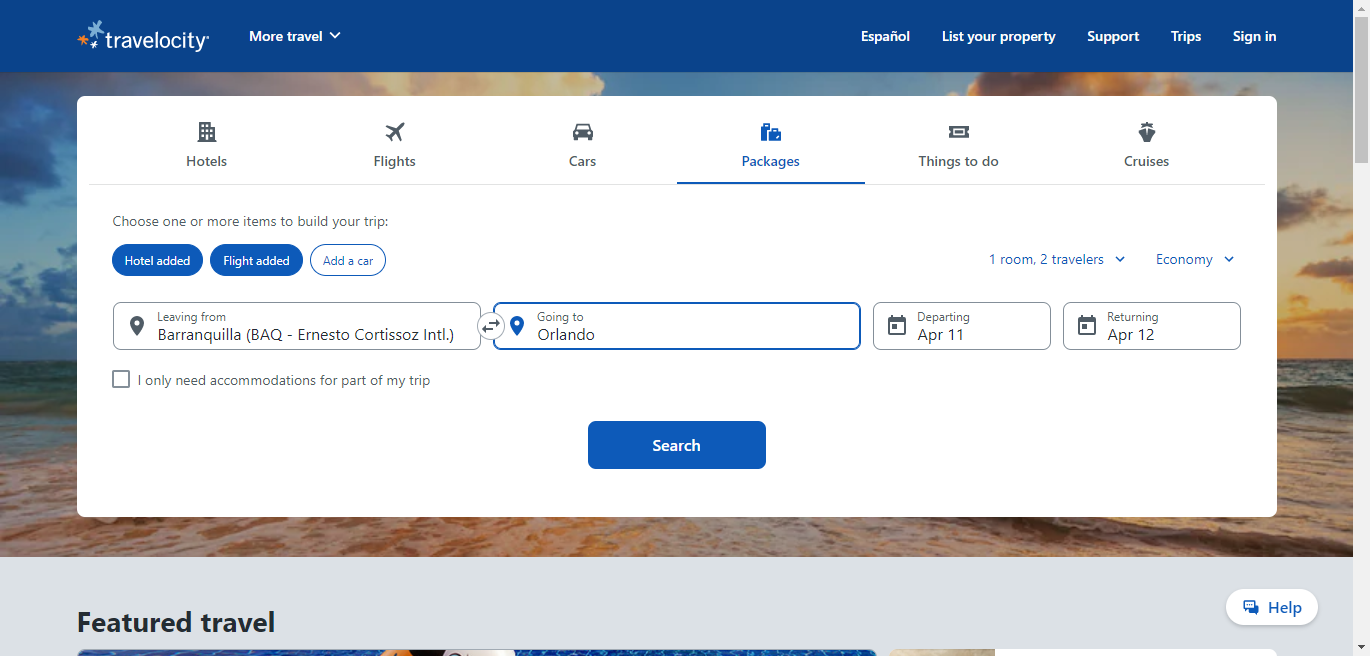 travelocity
More travel
Español
List your property
Support
Trips
Sign in
Hotels
Flights
Cars
Packages
Things to do
Cruises
Choose one or more items to build your trip:
Hotel added
Flight added
Add a car
1 room, 2 travelers
Economy
Leaving from
Barranquilla (BAQ - Ernesto Cortissoz Intl.)
Going to
Orlando
Departing
Apr 11
Returning
Apr 12
I only need accommodations for part of my trip
Search
Featured travel
Help